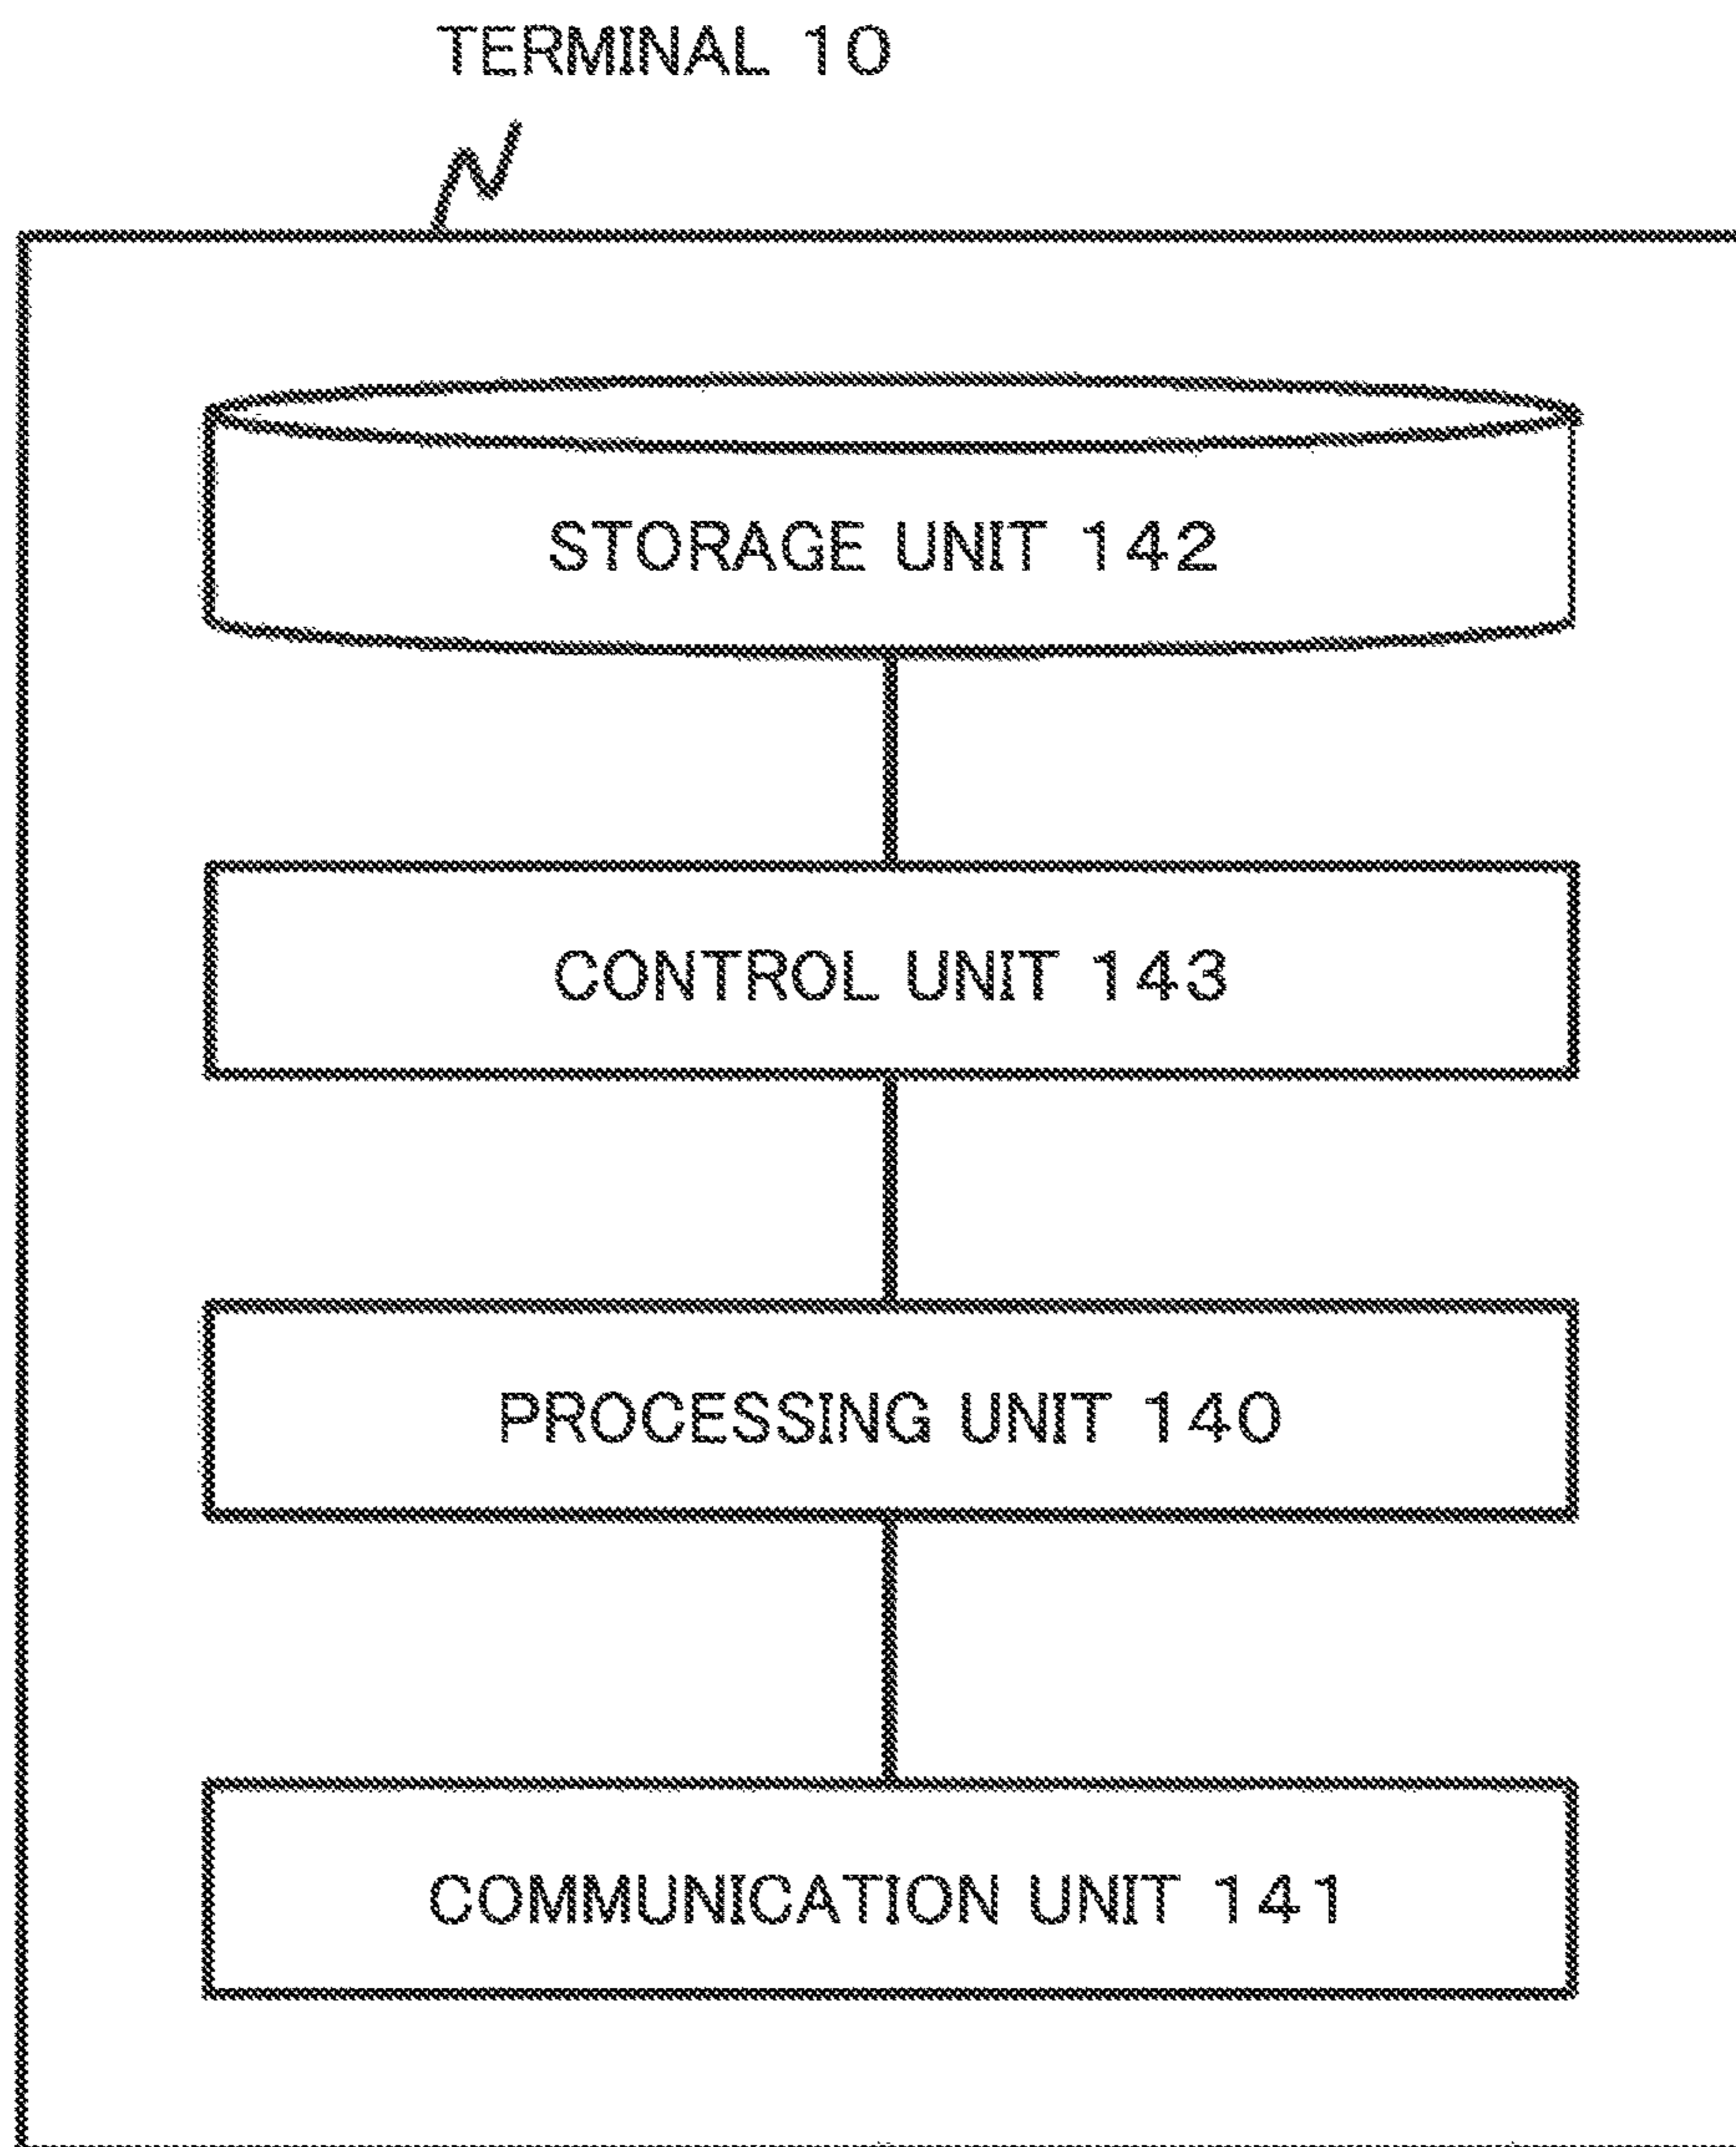 TERMINAL 10
STORAGE UNIT 142
CONTROL UNIT 143
PROCESSING UNIT 140
COMMUNICATION UNIT 141